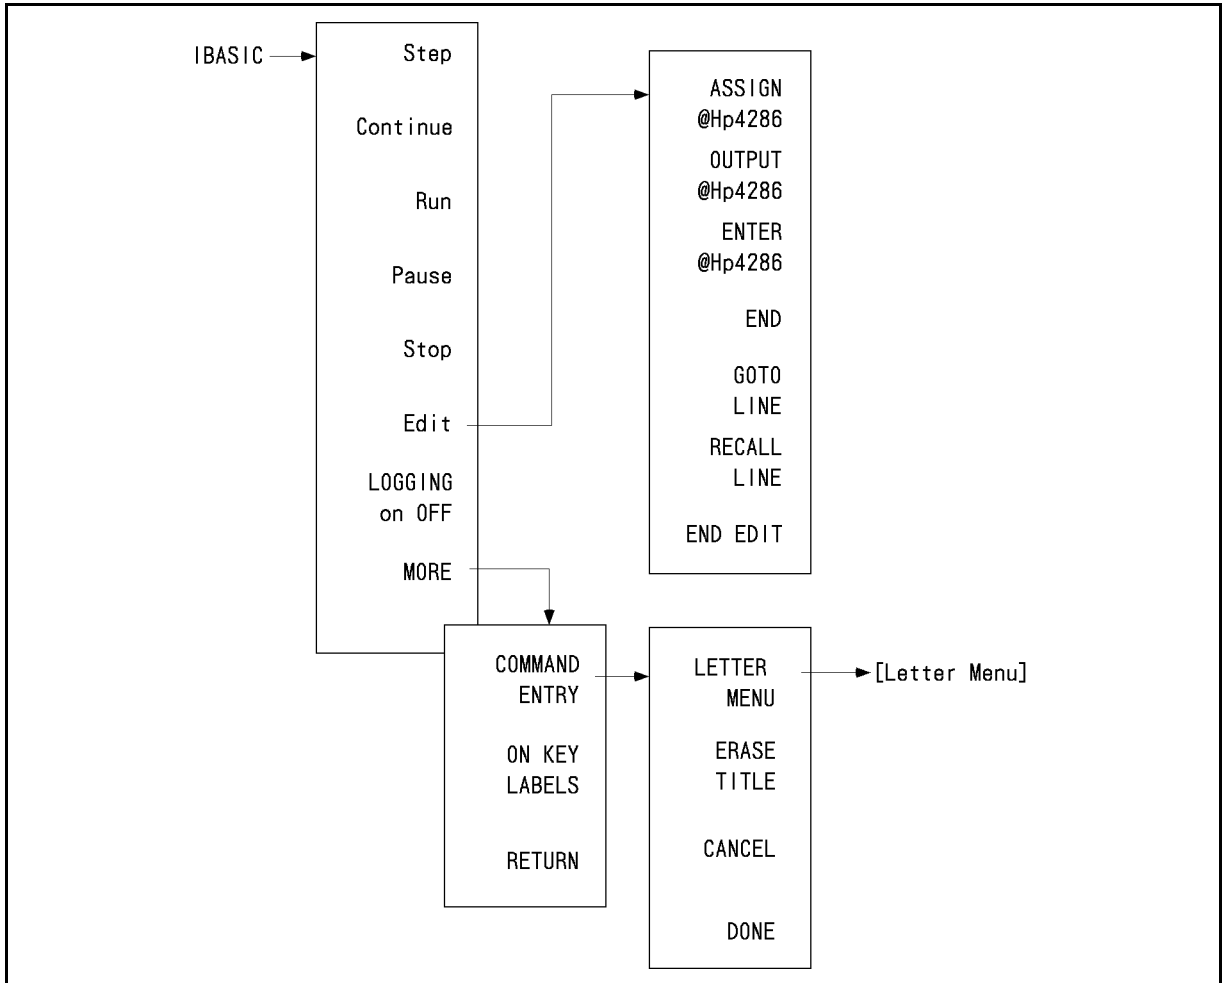 IBASIC
Step
Continue
Run
Pause
Stop
Edit
LOGGING
on OFF
MORE
ASSIGN
@Hp4286
OUTPUT
@Hp4286
ENTER
@Hp4286
END
GOTO
LINE
RECALL
LINE
END EDIT
COMMAND
ENTRY
ON KEY
LABELS
RETURN
LETTER
MENU
ERASE
TITLE
CANCEL
DONE
[Letter Menu]